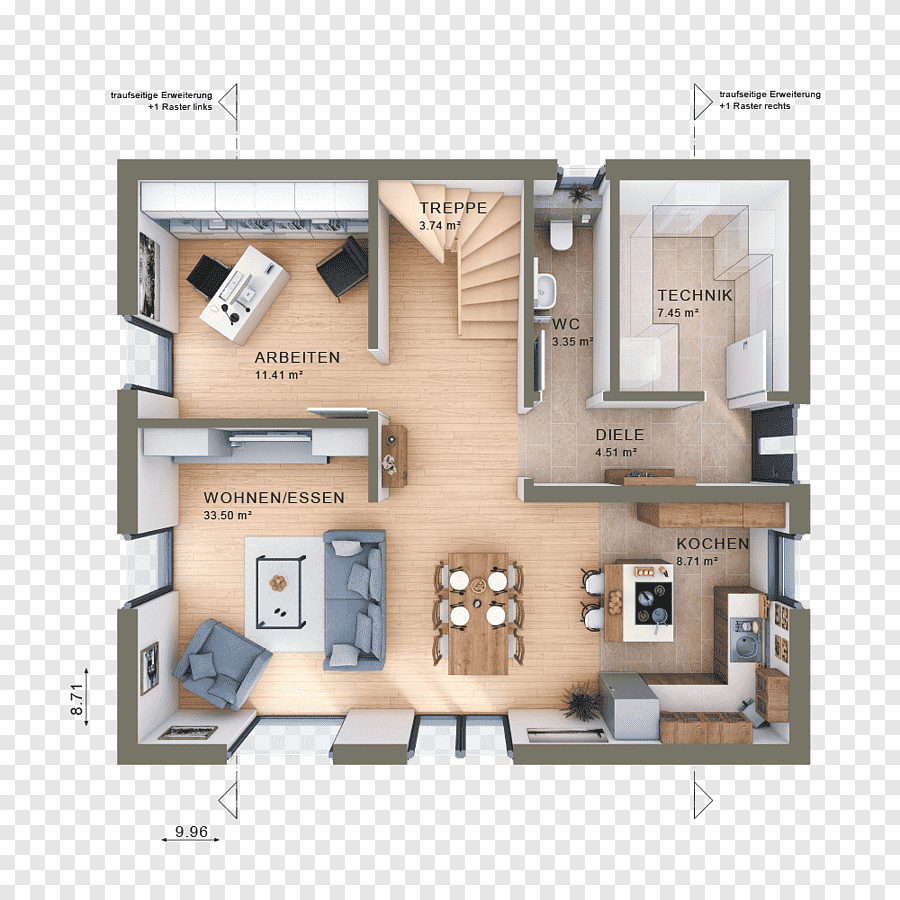 traufseitige Erweiterung
+1 Raster links
traufseitige Erweiterung
+1 Raster rechts
TREPPE
3.74 m²
TECHNIK
7.45 m²
WC
3.35 m²
ARBEITEN
11.41 m²
DIELE
4.51 m²
WOHNEN/ESSEN
33.50 m²
KOCHEN
8.71 m²
8.71
9.96